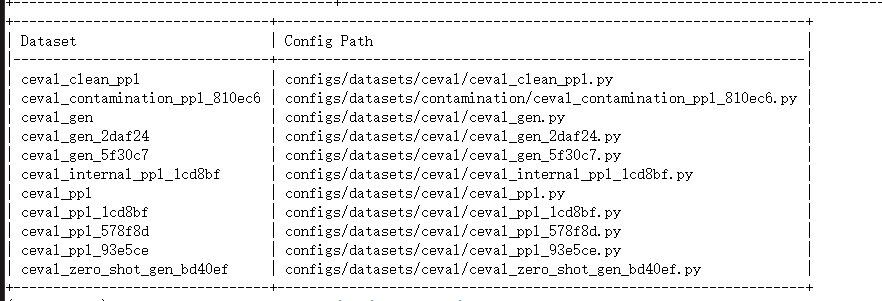 Dataset | Config Path
ceval_clean_ppl | configs/datasets/ceval/ceval_clean_ppl.py
ceval_contamination_ppl_810ec6 | configs/datasets/contamination/ceval_contamination_ppl_810ec6.py
ceval_gen | configs/datasets/ceval/ceval_gen.py
ceval_gen_2daf24 | configs/datasets/ceval/ceval_gen_2daf24.py
ceval_gen_5f30c7 | configs/datasets/ceval/ceval_gen_5f30c7.py
ceval_internal_ppl_1cd8bf | configs/datasets/ceval/ceval_internal_ppl_1cd8bf.py
ceval_ppl | configs/datasets/ceval/ceval_ppl.py
ceval_ppl_1cd8bf | configs/datasets/ceval/ceval_ppl_1cd8bf.py
ceval_ppl_578f8d | configs/datasets/ceval/ceval_ppl_578f8d.py
ceval_ppl_93e5ce | configs/datasets/ceval/ceval_ppl_93e5ce.py
ceval_zero_shot_gen_bd40ef | configs/datasets/ceval/ceval_zero_shot_gen_bd40ef.py